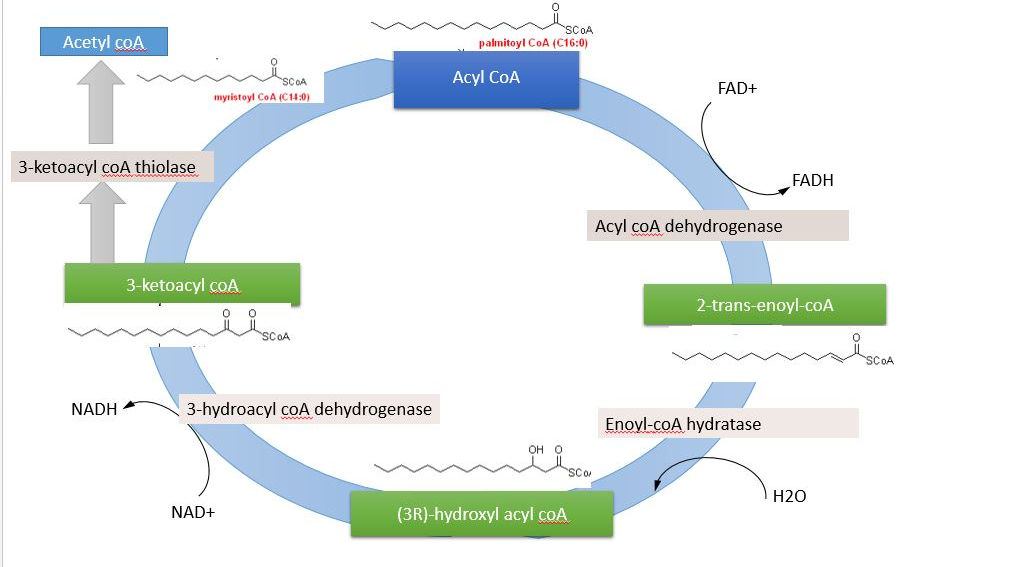 O
SCoA
palmitoyl CoA (C16:0)
Acetyl coA
O
SCoA
myristoyl CoA (C14:0)
Acyl CoA
FAD+
3-ketoacyl coA thiolase
FADH
Acyl coA dehydrogenase
3-ketoacyl coA
2-trans-enoyl-coA
O O
SCoA
O
SCoA
NADH
3-hydroacyl coA dehydrogenase
Enoyl-coA hydratase
OH O
SCo
H2O
NAD+
(3R)-hydroxyl acyl coA